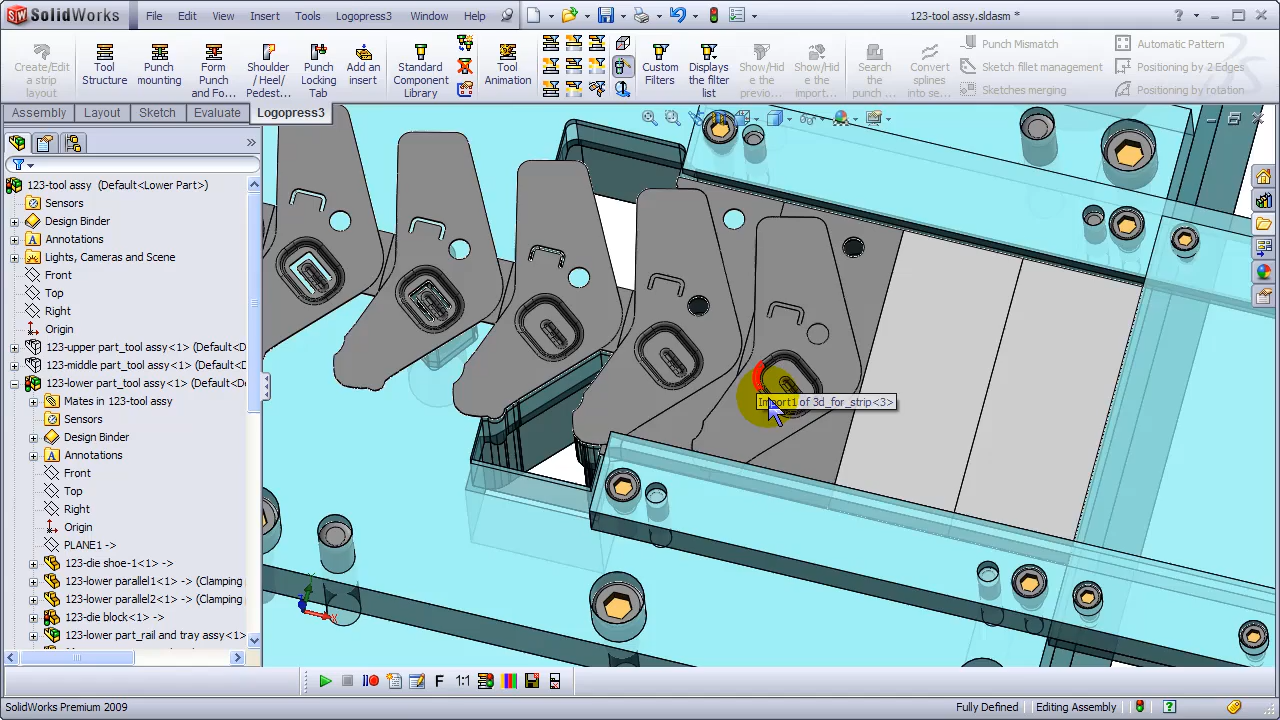 SolidWorks
File Edit View Insert Tools Logopress3 Window Help
123-tool assy.sldasm *
Create/Edit a strip layout
Tool Structure
Punch mounting
Form Punch and Fo...
Shoulder / Heel/ Pedest...
Punch Locking Tab
Add an insert
Standard Component Library
Tool Animation
Custom Filters
Displays the filter list
Show/Hide the previo...
Show/Hide the import...
Search the punch ...
Convert splines into se...
Punch Mismatch
Sketch fillet management
Sketches merging
Automatic Pattern
Positioning by 2 Edges
Positioning by rotation
Assembly Layout Sketch Evaluate Logopress3
123-tool assy (Default<Lower Part>)
Sensors
Design Binder
Annotations
Lights, Cameras and Scene
Front
Top
Right
Origin
123-upper part_tool assy<1> (Default<D
123-middle part_tool assy<1> (Default<
123-lower part_tool assy<1> (Default<D
Mates in 123-tool assy
Sensors
Design Binder
Annotations
Front
Top
Right
Origin
PLANE1 ->
123-die shoe-1<1> ->
123-lower parallel1<1> -> (Clamping
123-lower parallel2<1> -> (Clamping
123-die block<1> ->
123-lower part_rail and tray assy<1>
Import1 of 3d_for_strip<3>
F 1:1
SolidWorks Premium 2009
Fully Defined Editing Assembly